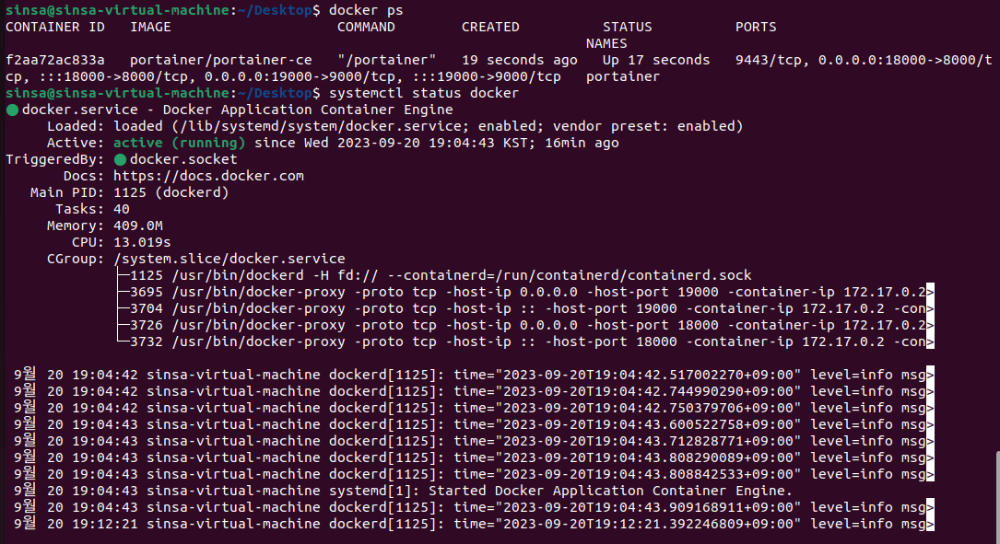 sinsa@sinsa-virtual-machine:~/Desktop$ docker ps
CONTAINER ID   IMAGE                    COMMAND        CREATED          STATUS          PORTS
                                                                      NAMES
f2aa72ac833a   portainer/portainer-ce   "/portainer"   19 seconds ago   Up 17 seconds   9443/tcp, 0.0.0.0:18000->8000/t
cp, :::18000->8000/tcp, 0.0.0.0:19000->9000/tcp, :::19000->9000/tcp   portainer
sinsa@sinsa-virtual-machine:~/Desktop$ systemctl status docker
● docker.service - Docker Application Container Engine
     Loaded: loaded (/lib/systemd/system/docker.service; enabled; vendor preset: enabled)
     Active: active (running) since Wed 2023-09-20 19:04:43 KST; 16min ago
TriggeredBy: ● docker.socket
       Docs: https://docs.docker.com
   Main PID: 1125 (dockerd)
      Tasks: 40
     Memory: 409.0M
        CPU: 13.019s
     CGroup: /system.slice/docker.service
             ├─1125 /usr/bin/dockerd -H fd:// --containerd=/run/containerd/containerd.sock
             ├─3695 /usr/bin/docker-proxy -proto tcp -host-ip 0.0.0.0 -host-port 19000 -container-ip 172.17.0.2>
             ├─3704 /usr/bin/docker-proxy -proto tcp -host-ip :: -host-port 19000 -container-ip 172.17.0.2 -con>
             ├─3726 /usr/bin/docker-proxy -proto tcp -host-ip 0.0.0.0 -host-port 18000 -container-ip 172.17.0.2>
             └─3732 /usr/bin/docker-proxy -proto tcp -host-ip :: -host-port 18000 -container-ip 172.17.0.2 -con>

 9월 20 19:04:42 sinsa-virtual-machine dockerd[1125]: time="2023-09-20T19:04:42.517002270+09:00" level=info msg>
 9월 20 19:04:42 sinsa-virtual-machine dockerd[1125]: time="2023-09-20T19:04:42.744990290+09:00" level=info msg>
 9월 20 19:04:42 sinsa-virtual-machine dockerd[1125]: time="2023-09-20T19:04:42.750379706+09:00" level=info msg>
 9월 20 19:04:43 sinsa-virtual-machine dockerd[1125]: time="2023-09-20T19:04:43.600522758+09:00" level=info msg>
 9월 20 19:04:43 sinsa-virtual-machine dockerd[1125]: time="2023-09-20T19:04:43.712828771+09:00" level=info msg>
 9월 20 19:04:43 sinsa-virtual-machine dockerd[1125]: time="2023-09-20T19:04:43.808290089+09:00" level=info msg>
 9월 20 19:04:43 sinsa-virtual-machine dockerd[1125]: time="2023-09-20T19:04:43.808842533+09:00" level=info msg>
 9월 20 19:04:43 sinsa-virtual-machine systemd[1]: Started Docker Application Container Engine.
 9월 20 19:04:43 sinsa-virtual-machine dockerd[1125]: time="2023-09-20T19:04:43.909168911+09:00" level=info msg>
 9월 20 19:12:21 sinsa-virtual-machine dockerd[1125]: time="2023-09-20T19:12:21.392246809+09:00" level=info msg>